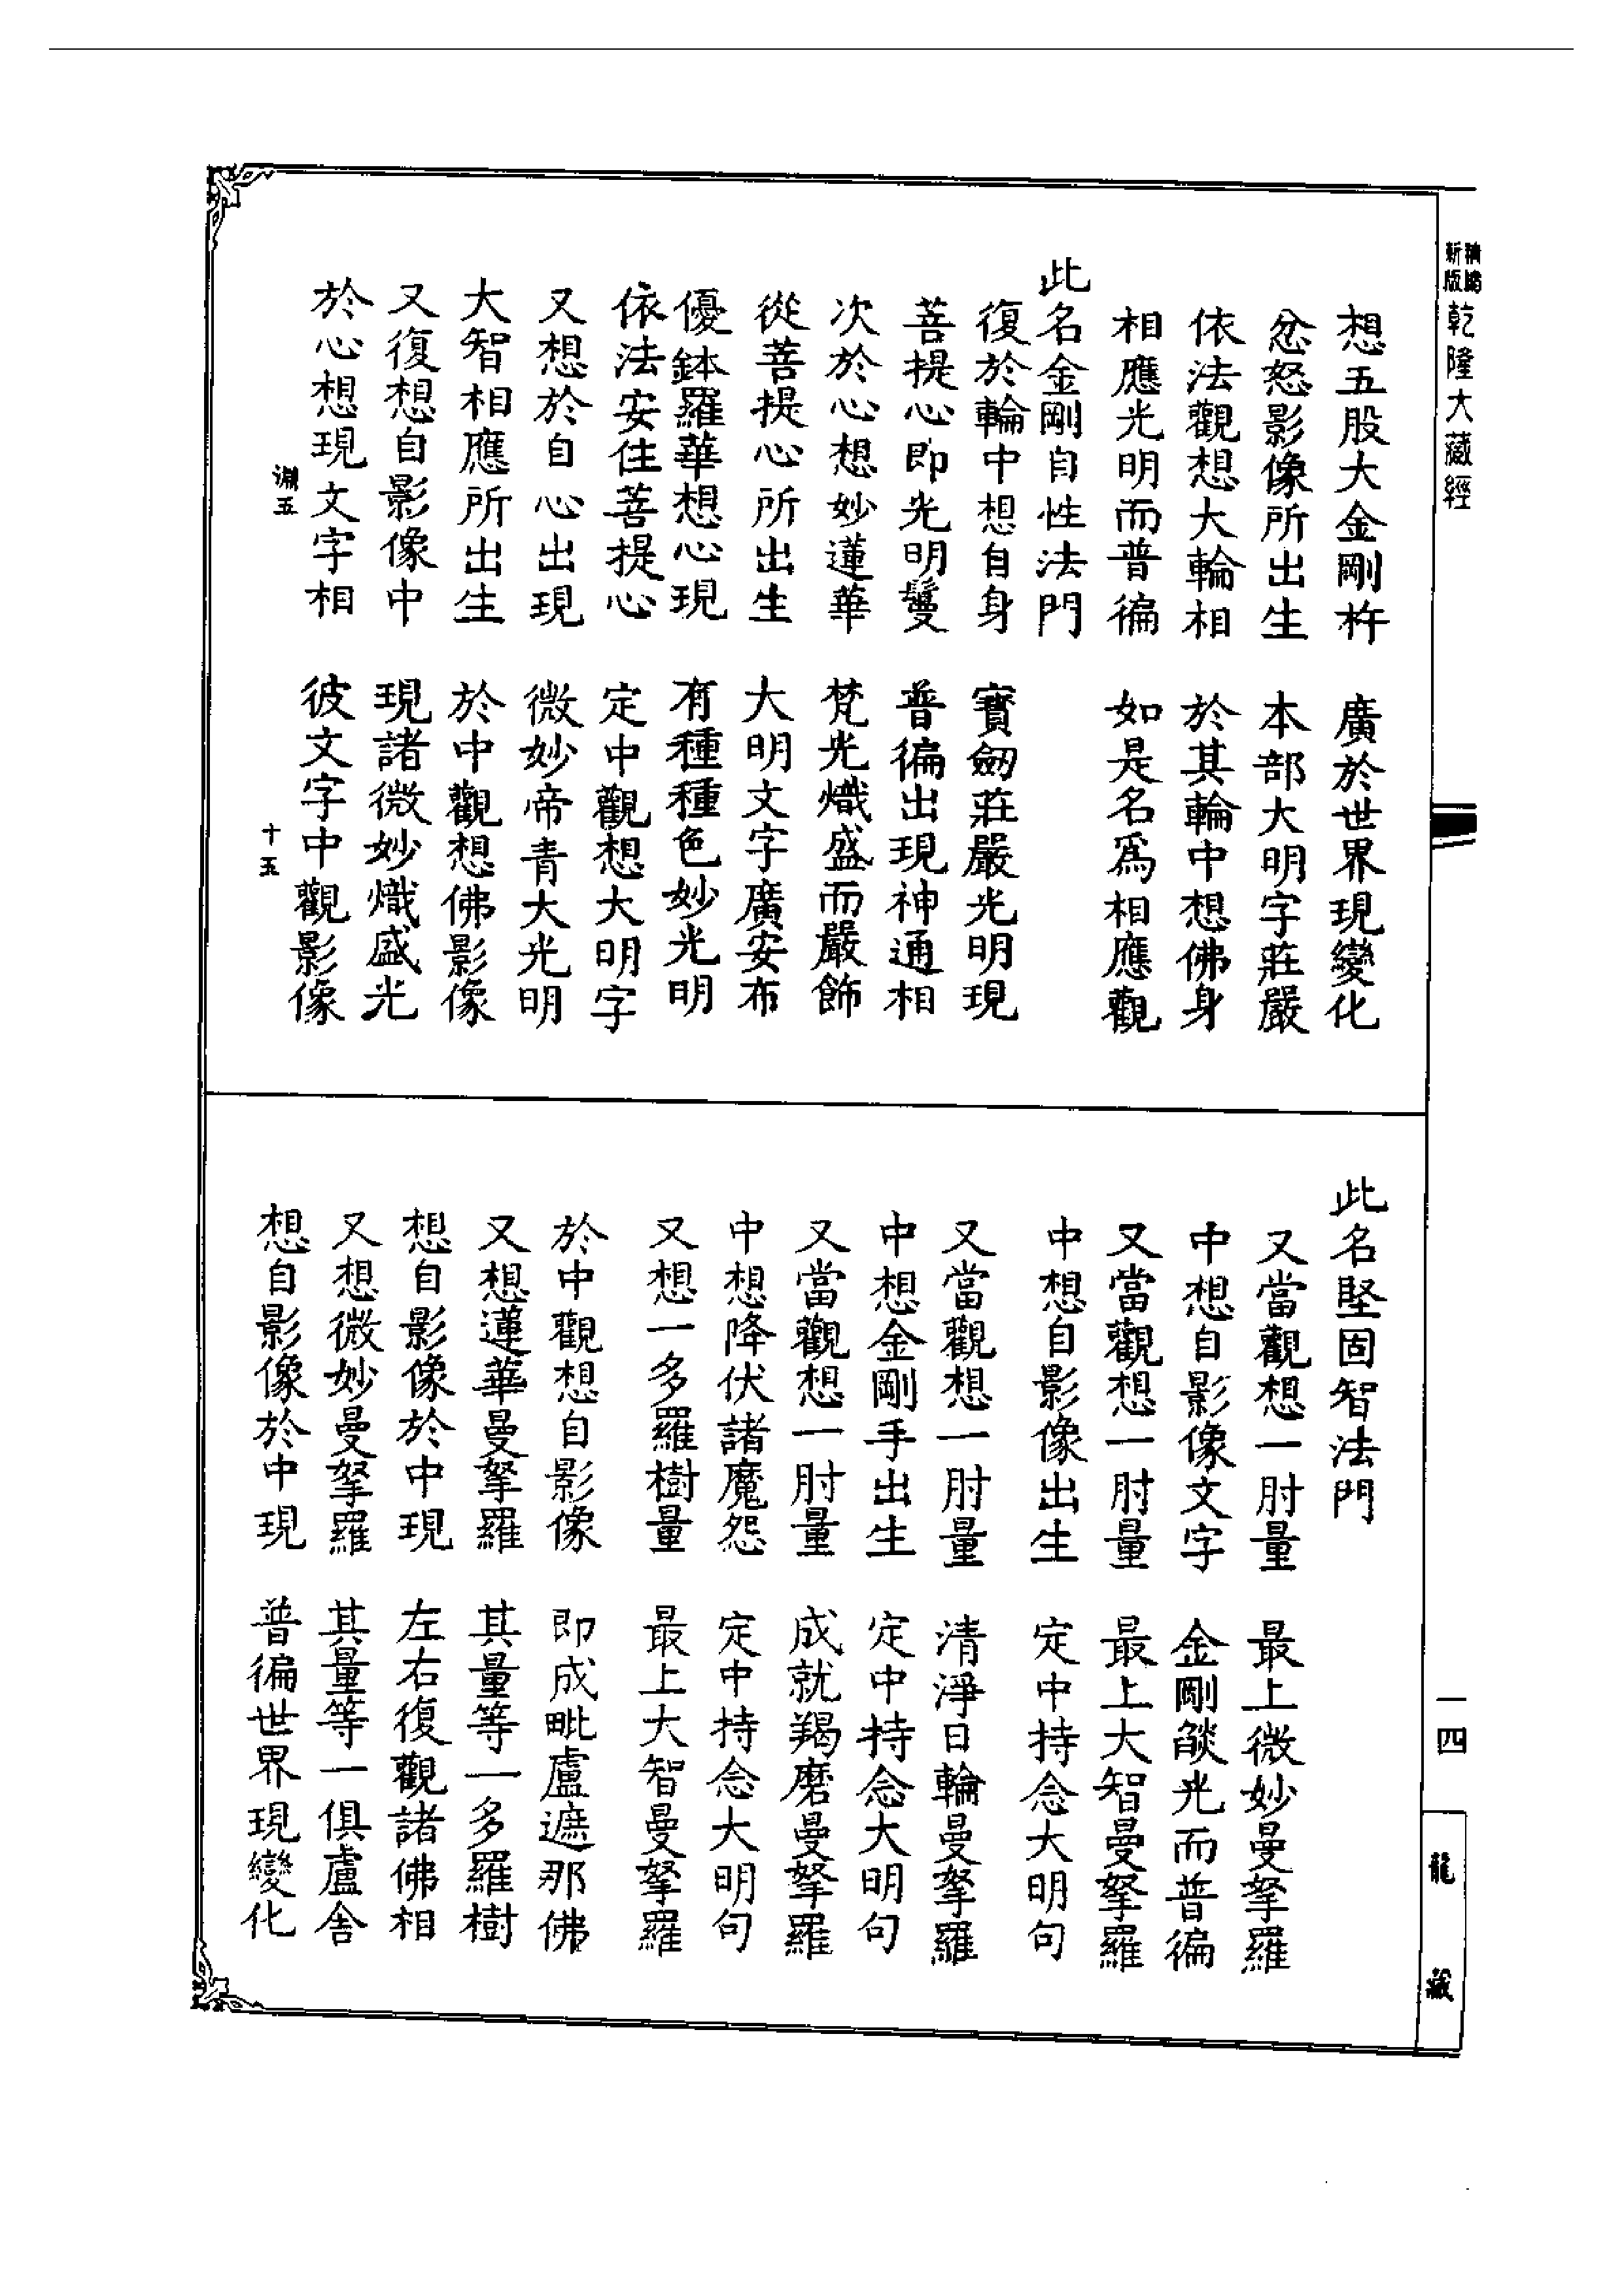 乾隆大藏經
想五股大金剛杵　廣於世界現變化
忿怒影像所出生　本部大明字莊嚴
依法觀想大輪相　於其輪中想佛身
相應光明而普徧　如是名爲相應觀
此名金剛自性法門
復於輪中想自身　寶劒莊嚴光明現
菩提心即光明鬘　普徧出現神通相
次於心想妙蓮華　梵光熾盛而嚴飾
從菩提心所出生　大明文字廣安布
優鉢羅華想心現　有種種色妙光明
依法安住菩提心　定中觀想大明字
又想於自心出現　微妙帝青大光明
大智相應所出生　於中觀想佛影像
又復想自影像中　現諸微妙熾盛光
於心想現文字相　彼文字中觀影像
淵五　十五
此名堅固智法門
又當觀想一肘量　最上微妙曼拏羅
中想自影像文字　金剛燄光而普徧
又當觀想一肘量　最上大智曼拏羅
中想自影像出生　定中持念大明句
又當觀想一肘量　清淨日輪曼拏羅
中想金剛手出生　定中持念大明句
又當觀想一肘量　成就羯磨曼拏羅
中想降伏諸魔怨　定中持念大明句
又想一多羅樹量　最上大智曼拏羅
於中觀想自影像　即成毗盧遮那佛
又想蓮華曼拏羅　其量等一多羅樹
想自影像於中現　左右復觀諸佛相
又想微妙曼拏羅　其量等一俱盧舍
想自影像於中現　普徧世界現變化
一四
龍藏